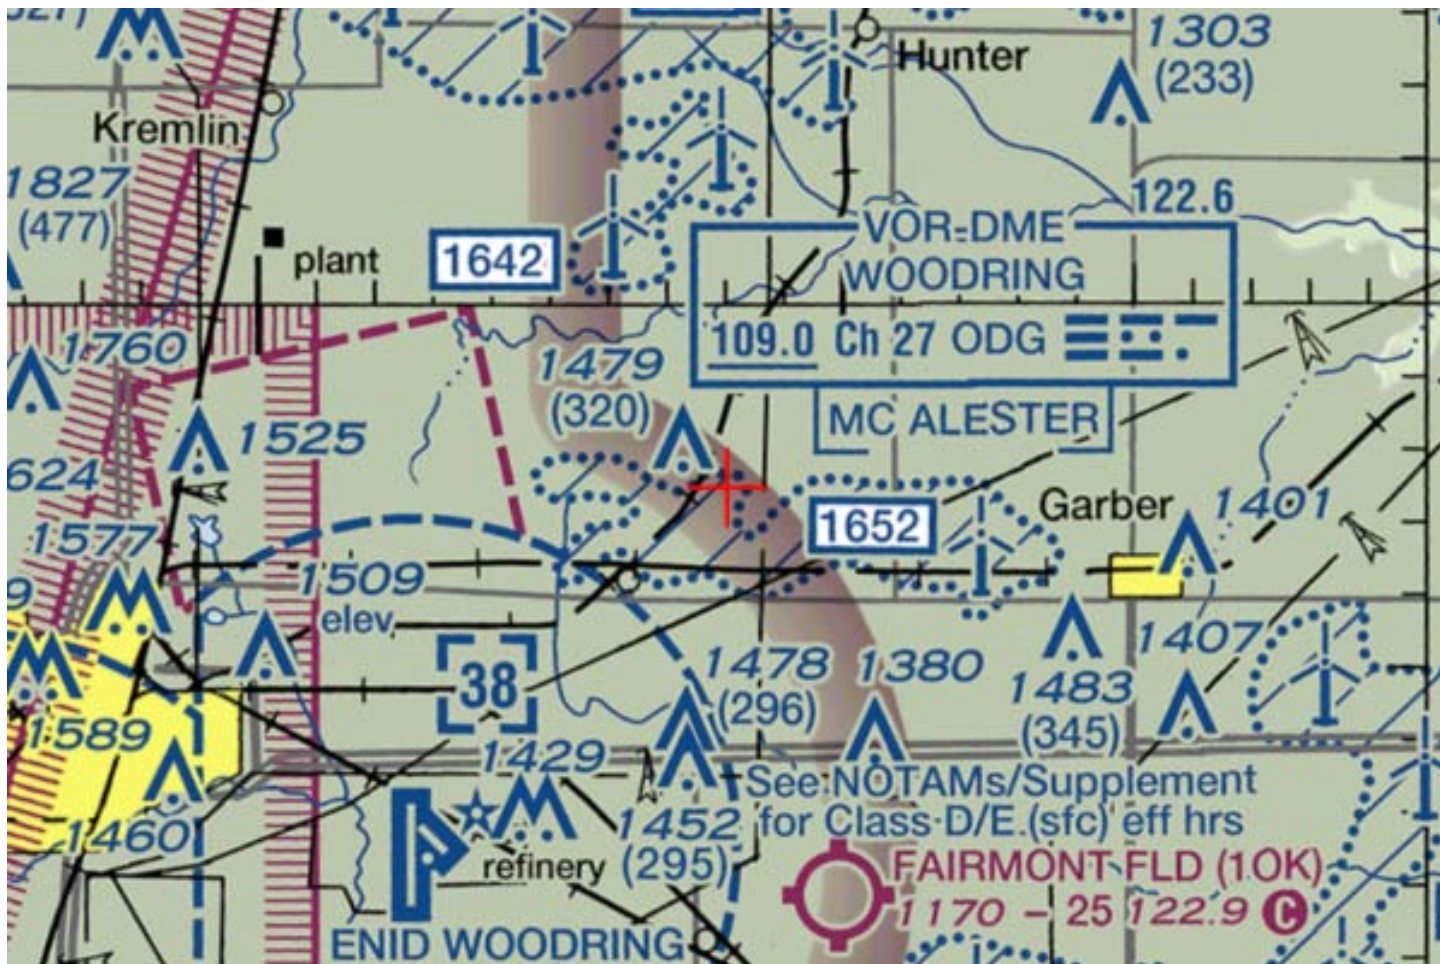 1303
(233)
Hunter
Kremlin
1827
(477)
122.6
VOR-DME
WOODRING
109.0 Ch 27 ODG
MC ALESTER
plant
1642
1760
1479
(320)
1525
624
1577
1652
Garber
1401
1509
elev
38
1478
(296)
1380
1483
(345)
1407
1589
1429
1460
1452
(295)
See NOTAMs/Supplement
for Class D/E (sfc) eff hrs
refinery
FAIRMONT FLD (1OK)
1170 - 25 122.9 C
ENID WOODRING